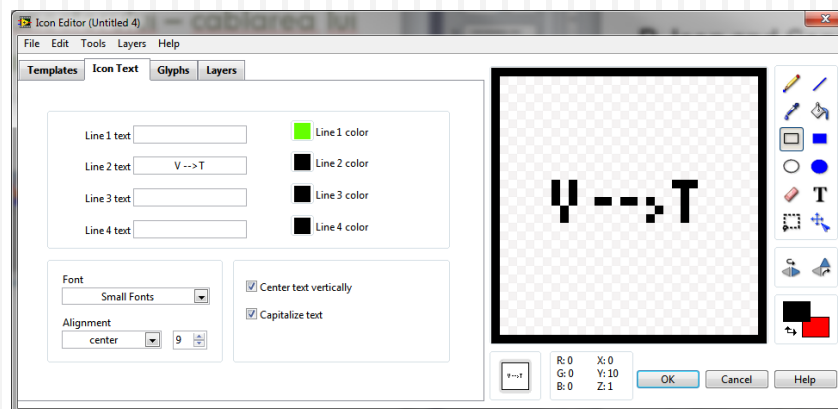 Icon Editor (Untitled 4)
cablarea lui
File Edit Tools Layers Help
Templates Icon Text Glyphs Layers
Line 1 text Line 1 color
Line 2 text V -->T Line 2 color
Line 3 text Line 3 color
Line 4 text Line 4 color
Font
Small Fonts
Alignment
center 9
Center text vertically
Capitalize text
V-->T
T
V-->T
R: 0 X: 0
G: 0 Y: 10
B: 0 Z: 1
OK Cancel Help